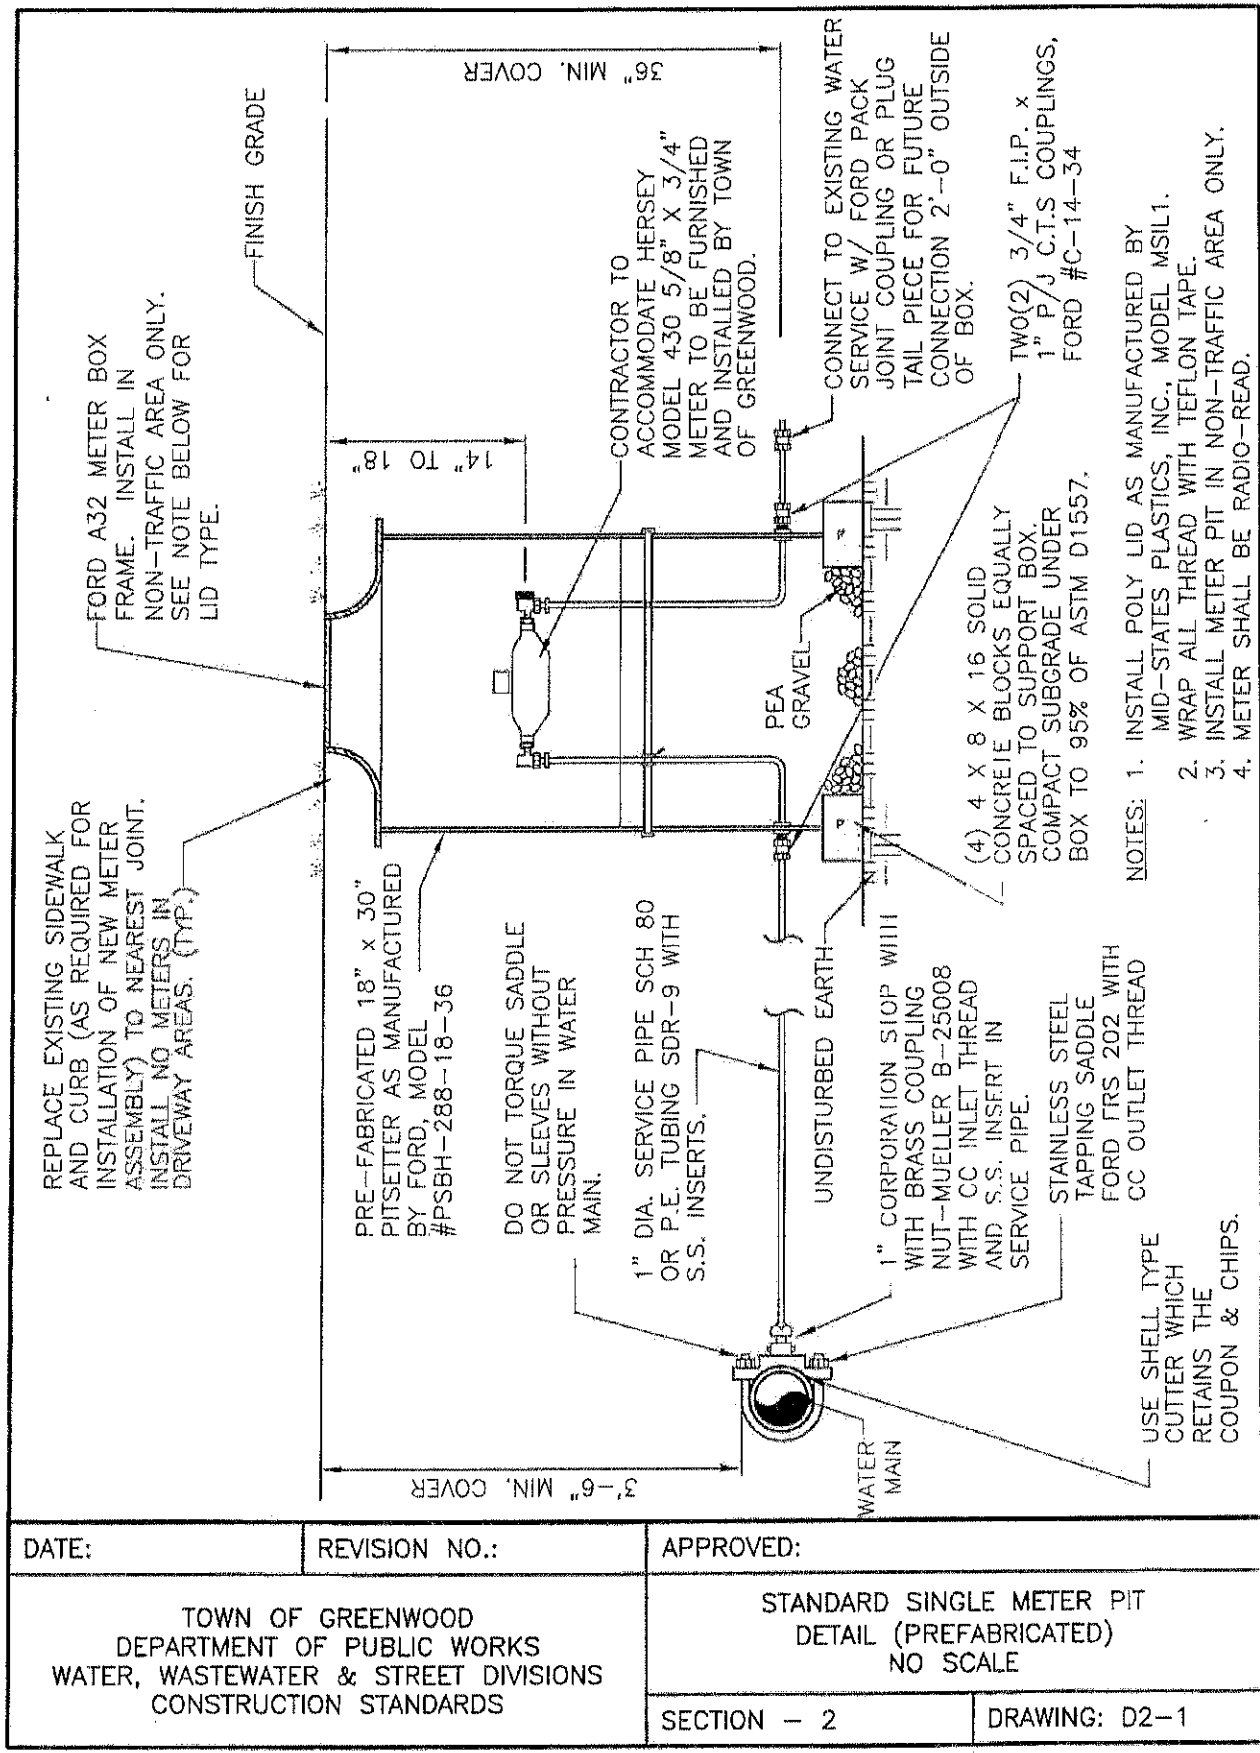 REPLACE EXISTING SIDEWALK
AND CURB (AS REQUIRED FOR
INSTALLATION OF NEW METER
ASSEMBLY) TO NEAREST JOINT.
INSTALL NO METERS IN
DRIVEWAY AREAS. (TYP.)
FORD A32 METER BOX
FRAME. INSTALL IN
NON-TRAFFIC AREA ONLY.
SEE NOTE BELOW FOR
LID TYPE.
FINISH GRADE
PRE-FABRICATED 18" x 30"
PITSETTER AS MANUFACTURED
BY FORD, MODEL
#PSBH-288-18-36
14" TO 18"
36" MIN. COVER
3'-6" MIN. COVER
DO NOT TORQUE SADDLE
OR SLEEVES WITHOUT
PRESSURE IN WATER
MAIN.
CONTRACTOR TO
ACCOMMODATE HERSEY
MODEL 430 5/8" X 3/4"
METER TO BE FURNISHED
AND INSTALLED BY TOWN
OF GREENWOOD.
1" DIA. SERVICE PIPE SCH 80
OR P.E. TUBING SDR-9 WITH
S.S. INSERTS.
PEA
GRAVEL
CONNECT TO EXISTING WATER
SERVICE W/ FORD PACK
JOINT COUPLING OR PLUG
TAIL PIECE FOR FUTURE
CONNECTION 2'-0" OUTSIDE
OF BOX.
UNDISTURBED EARTH
P
P
WATER
MAIN
1" CORPORATION STOP WITH
WITH BRASS COUPLING
NUT-MUELLER B-25008
WITH CC INLET THREAD
AND S.S. INSERT IN
SERVICE PIPE.
(4) 4 X 8 X 16 SOLID
CONCRETE BLOCKS EQUALLY
SPACED TO SUPPORT BOX.
COMPACT SUBGRADE UNDER
BOX TO 95% OF ASTM D1557.
TWO(2) 3/4" F.I.P. x
1" P/J C.T.S COUPLINGS,
FORD #C-14-34
STAINLESS STEEL
TAPPING SADDLE
FORD FRS 202 WITH
CC OUTLET THREAD
USE SHELL TYPE
CUTTER WHICH
RETAINS THE
COUPON & CHIPS.
NOTES: 1. INSTALL POLY LID AS MANUFACTURED BY
MID-STATES PLASTICS, INC., MODEL MSIL1.
2. WRAP ALL THREAD WITH TEFLON TAPE.
3. INSTALL METER PIT IN NON-TRAFFIC AREA ONLY.
4. METER SHALL BE RADIO-READ.
DATE:
REVISION NO.:
APPROVED:
TOWN OF GREENWOOD
DEPARTMENT OF PUBLIC WORKS
WATER, WASTEWATER & STREET DIVISIONS
CONSTRUCTION STANDARDS
STANDARD SINGLE METER PIT
DETAIL (PREFABRICATED)
NO SCALE
SECTION - 2
DRAWING: D2-1